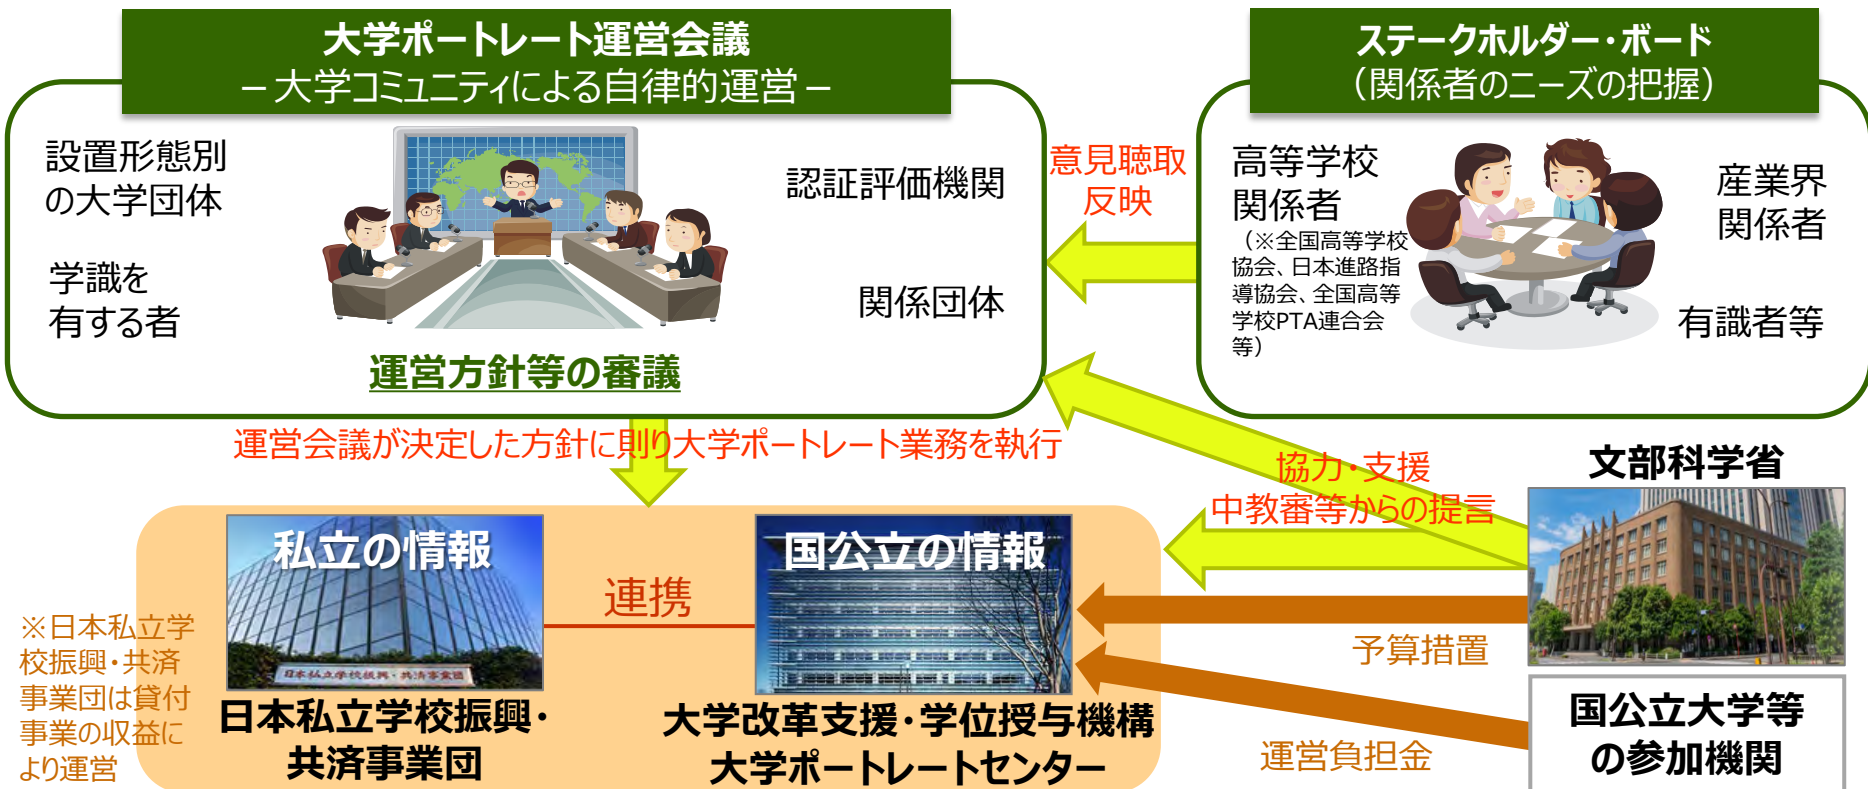 大学ポートレート運営会議
－大学コミュニティによる自律的運営－
設置形態別
の大学団体
学識を
有する者
認証評価機関
関係団体
運営方針等の審議
意見聴取
反映
ステークホルダー・ボード
（関係者のニーズの把握）
高等学校
関係者
（※全国高等学校
協会、日本進路指
導協会、全国高等
学校PTA連合会
等）
産業界
関係者
有識者等
運営会議が決定した方針に則り大学ポートレート業務を執行
協力・支援
中教審等からの提言
文部科学省
私立の情報
日本私立学校振興・共済事業団
連携
国公立の情報
※日本私立学
校振興・共済
事業団は貸付
事業の収益に
より運営
日本私立学校振興・
共済事業団
大学改革支援・学位授与機構
大学ポートレートセンター
予算措置
運営負担金
国公立大学等
の参加機関